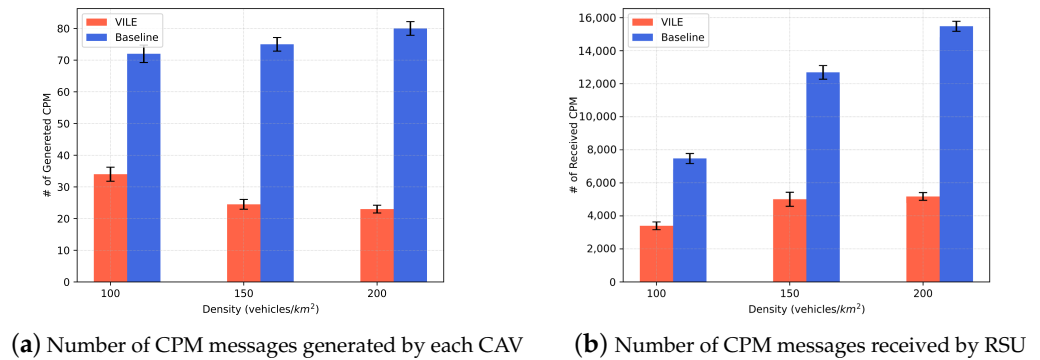 VILE
Baseline
80
70
60
50
40
30
20
10
0
# of Genereted CPM
100
150
200
Density (vehicles/km²)
(a) Number of CPM messages generated by each CAV
VILE
Baseline
16,000
14,000
12,000
10,000
8,000
6,000
4,000
2,000
0
# of Received CPM
100
150
200
Density (vehicles/km²)
(b) Number of CPM messages received by RSU